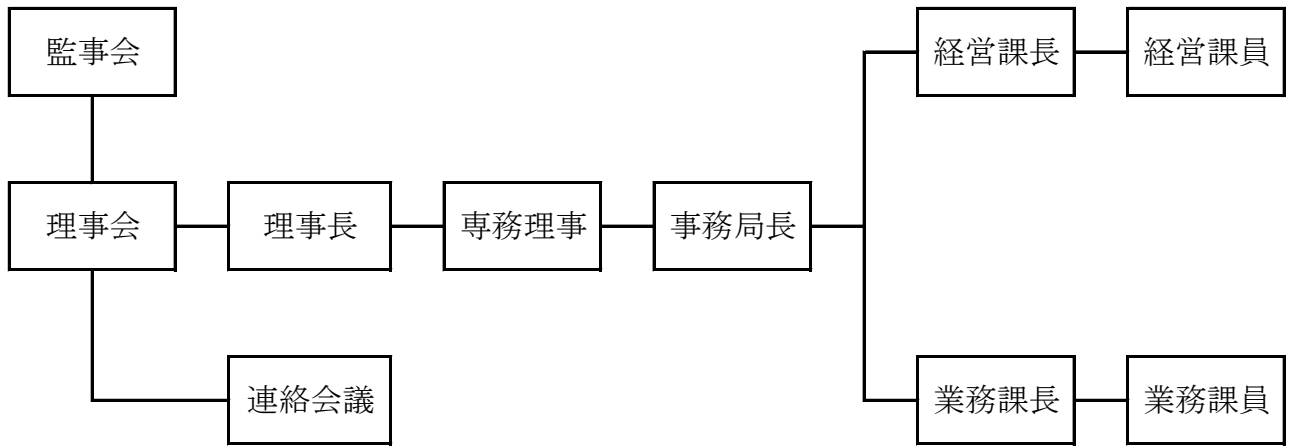 監事会
経営課長
経営課員
理事会
理事長
専務理事
事務局長
連絡会議
業務課長
業務課員